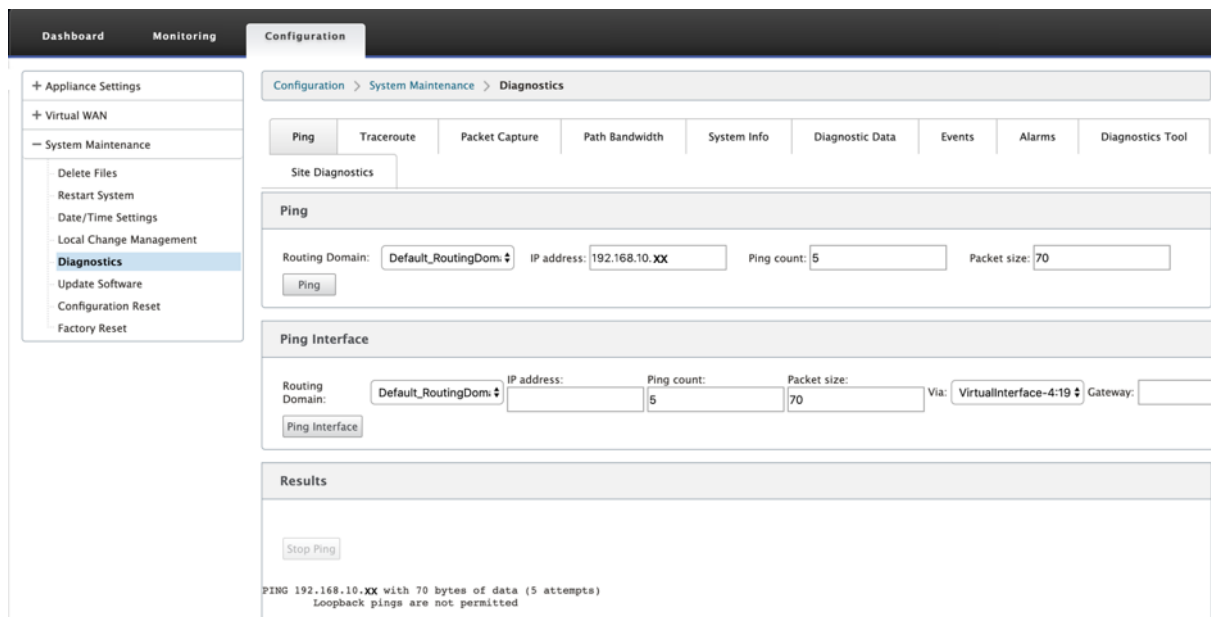 Dashboard Monitoring Configuration
+ Appliance Settings
+ Virtual WAN
− System Maintenance
Delete Files
Restart System
Date/Time Settings
Local Change Management
Diagnostics
Update Software
Configuration Reset
Factory Reset
Configuration > System Maintenance > Diagnostics
Ping Traceroute Packet Capture Path Bandwidth System Info Diagnostic Data Events Alarms Diagnostics Tool
Site Diagnostics
Ping
Routing Domain: Default_RoutingDom IP address: 192.168.10.xx Ping count: 5 Packet size: 70
Ping
Ping Interface
Routing Domain: Default_RoutingDom IP address: Ping count: 5 Packet size: 70 Via: VirtualInterface-4:19 Gateway:
Ping Interface
Results
Stop Ping
PING 192.168.10.xx with 70 bytes of data (5 attempts)
Loopback pings are not permitted